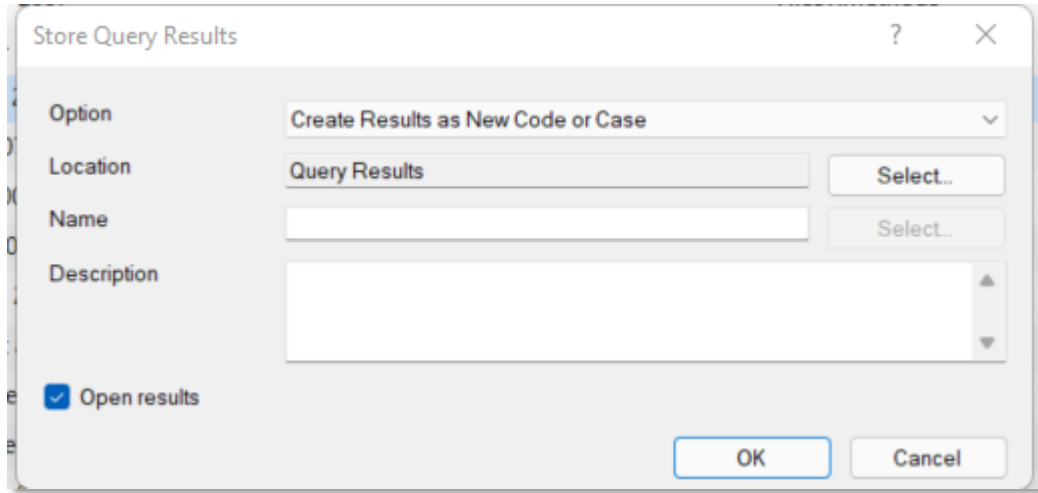 Store Query Results ?
Option Create Results as New Code or Case
Location Query Results Select...
Name Select...
Description
Open results
OK Cancel